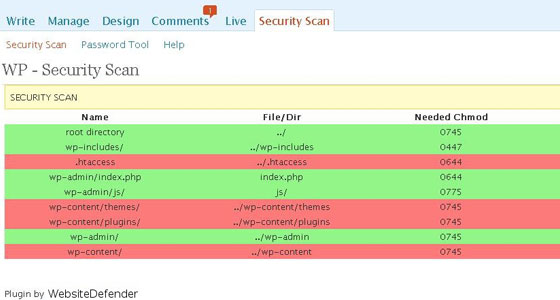 Write Manage Design Comments 1 Live Security Scan
Security Scan Password Tool Help
WP - Security Scan
SECURITY SCAN
Name File/Dir Needed Chmod
root directory ../ 0745
wp-includes/ ../wp-includes 0447
.htaccess ../.htaccess 0644
wp-admin/index.php index.php 0644
wp-admin/js/ js/ 0775
wp-content/themes/ ../wp-content/themes 0745
wp-content/plugins/ ../wp-content/plugins 0745
wp-admin/ ../wp-admin 0745
wp-content/ ../wp-content 0745
Plugin by WebsiteDefender